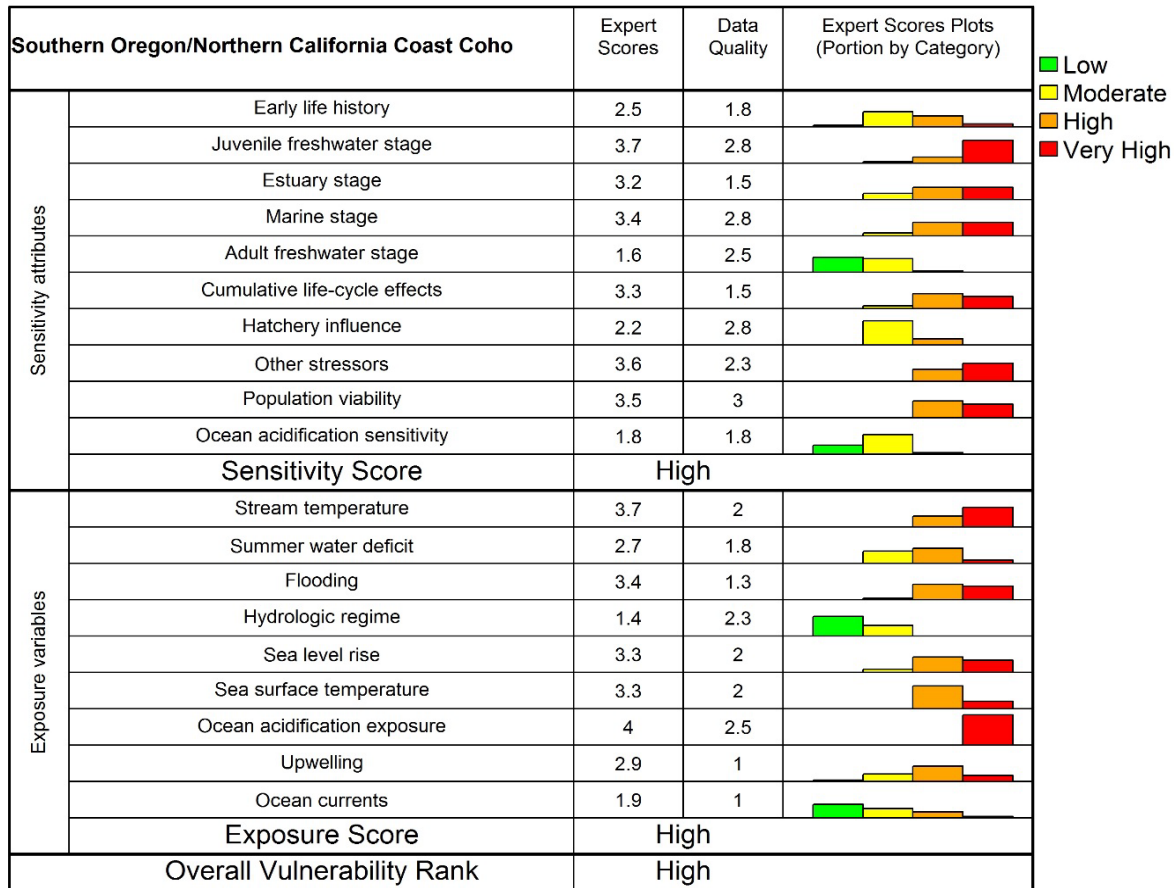 Southern Oregon/Northern California Coast Coho
Expert Scores
Data Quality
Expert Scores Plots
(Portion by Category)
Low
Moderate
High
Very High
Sensitivity attributes
Early life history 2.5 1.8
Juvenile freshwater stage 3.7 2.8
Estuary stage 3.2 1.5
Marine stage 3.4 2.8
Adult freshwater stage 1.6 2.5
Cumulative life-cycle effects 3.3 1.5
Hatchery influence 2.2 2.8
Other stressors 3.6 2.3
Population viability 3.5 3
Ocean acidification sensitivity 1.8 1.8
Sensitivity Score High
Exposure variables
Stream temperature 3.7 2
Summer water deficit 2.7 1.8
Flooding 3.4 1.3
Hydrologic regime 1.4 2.3
Sea level rise 3.3 2
Sea surface temperature 3.3 2
Ocean acidification exposure 4 2.5
Upwelling 2.9 1
Ocean currents 1.9 1
Exposure Score High
Overall Vulnerability Rank High